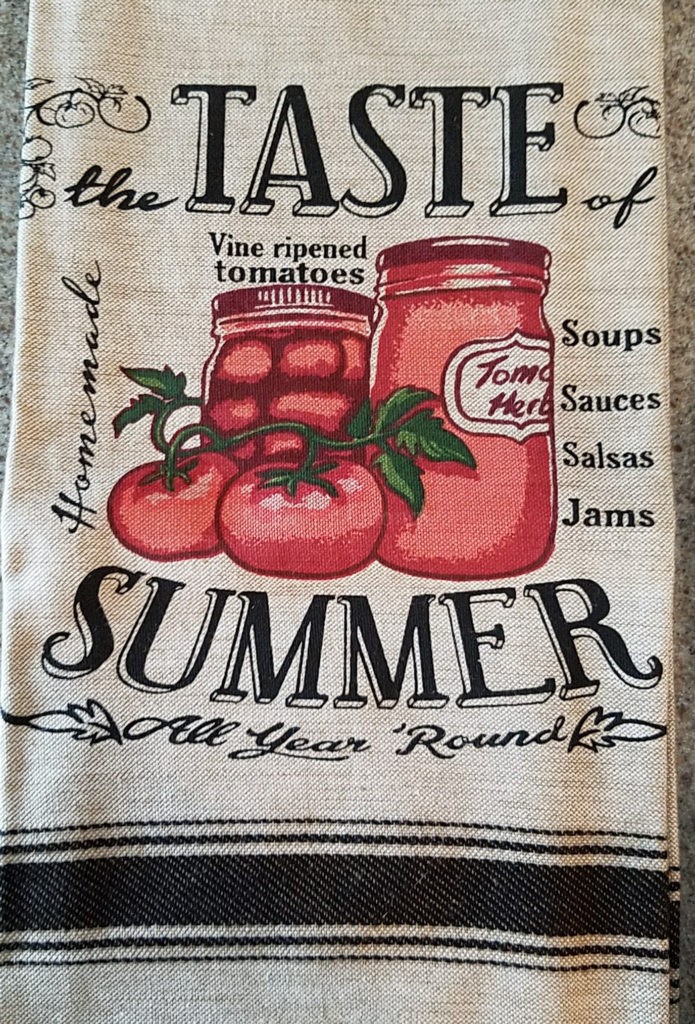 the TASTE of
Vine ripened
tomatoes
Homemade
Soups
Sauces
Salsas
Jams
SUMMER
All Year 'Round